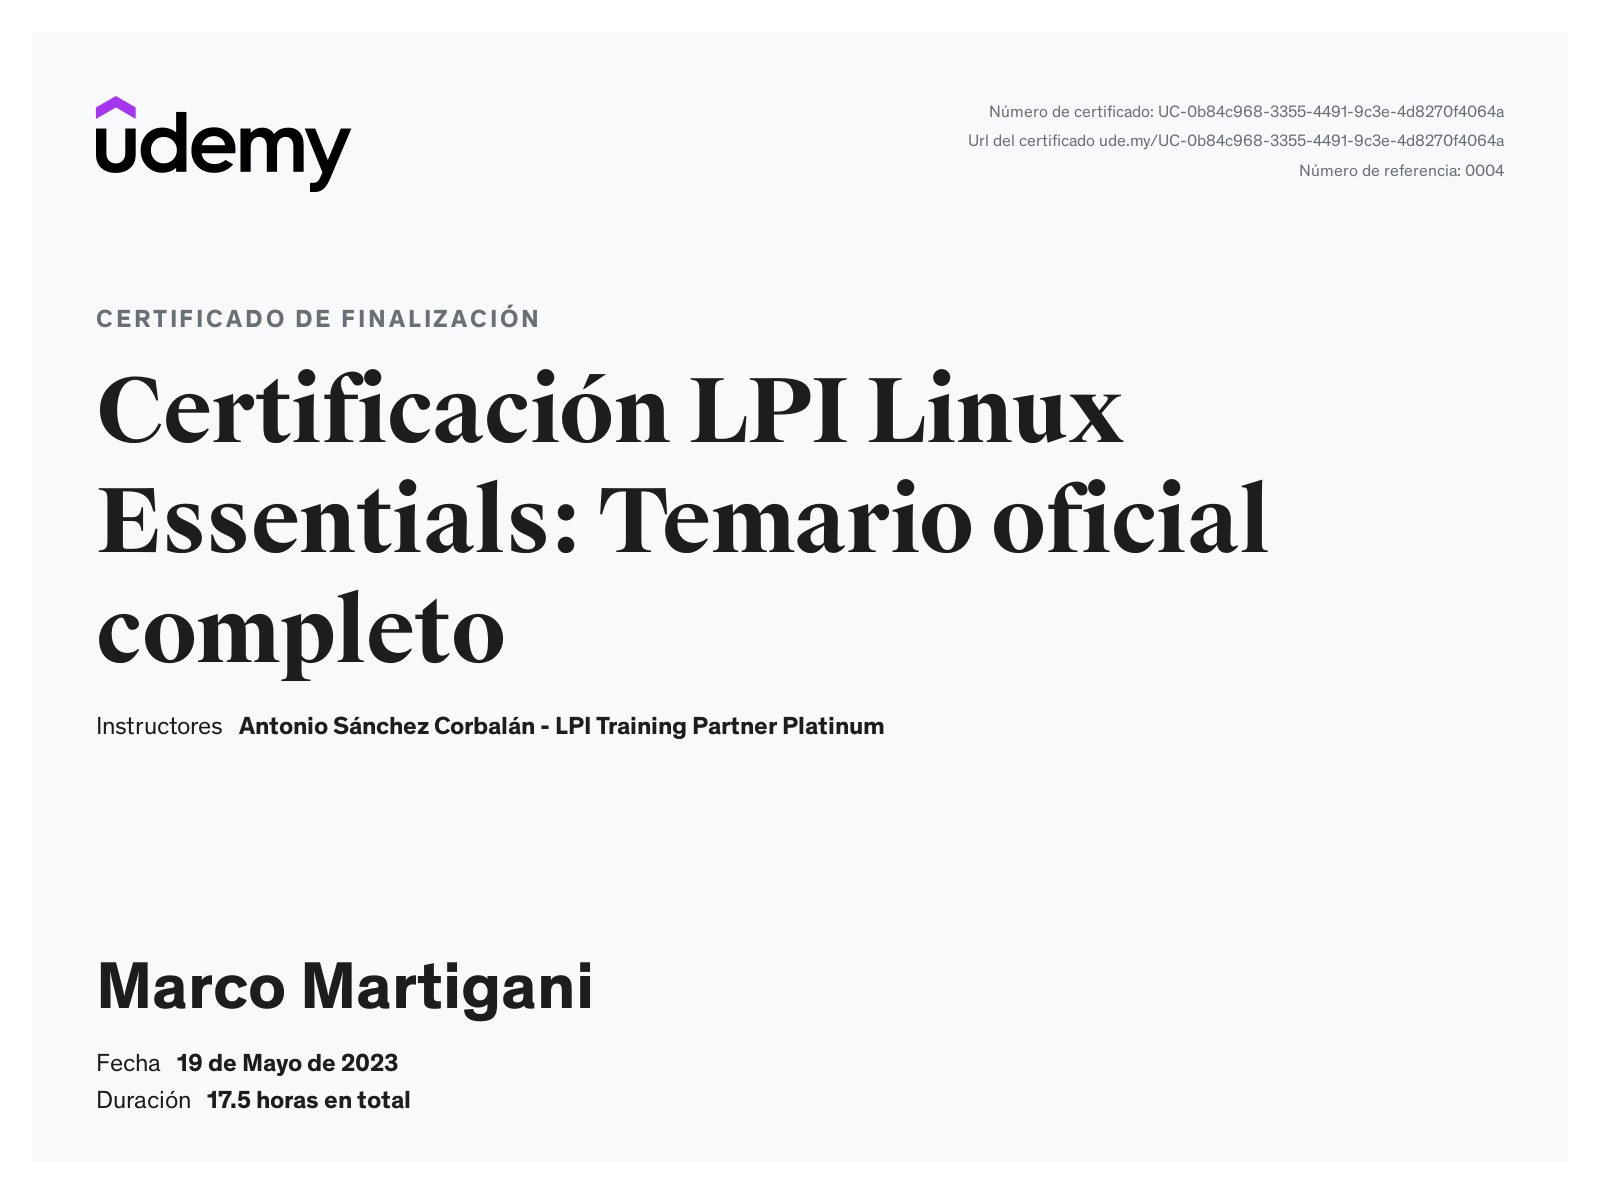 udemy
Número de certificado: UC-0b84c968-3355-4491-9c3e-4d8270f4064a
Url del certificado ude.my/UC-0b84c968-3355-4491-9c3e-4d8270f4064a
Número de referencia: 0004
CERTIFICADO DE FINALIZACIÓN
Certificación LPI Linux
Essentials: Temario oficial
completo
Instructores Antonio Sánchez Corbalán - LPI Training Partner Platinum
Marco Martigani
Fecha 19 de Mayo de 2023
Duración 17.5 horas en total